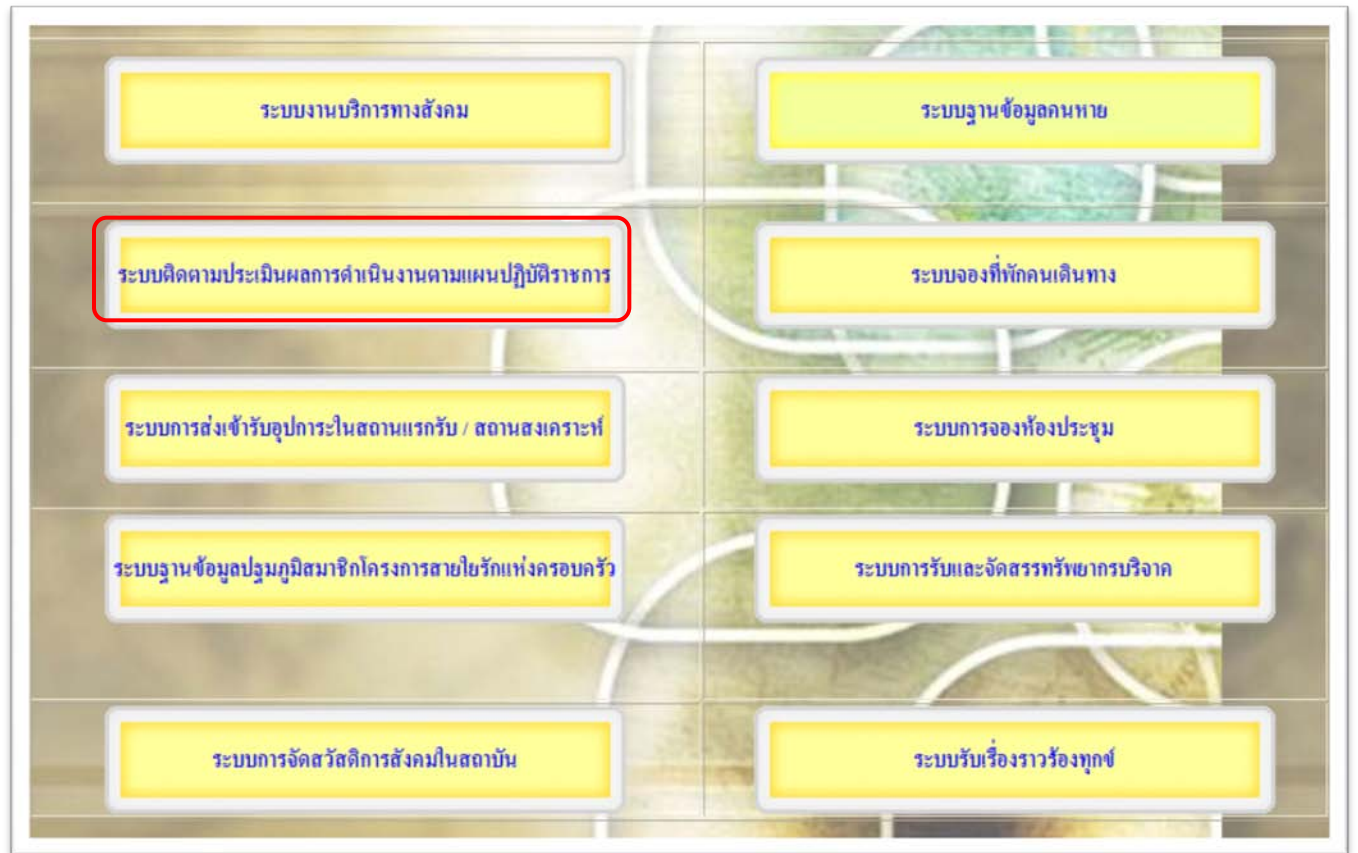 ระบบงานบริการทางสังคม
ระบบฐานข้อมูลคนหาย
ระบบติดตามประเมินผลการดำเนินงานตามแผนปฏิบัติราชการ
ระบบจองที่พักคนเดินทาง
ระบบการส่งเข้ารับอุปการะในสถานแรกรับ / สถานสงเคราะห์
ระบบการจองห้องประชุม
ระบบฐานข้อมูลปฐมภูมิสมาชิกโครงการสายใยรักแห่งครอบครัว
ระบบการรับและจัดสรรทรัพยากรบริจาค
ระบบการจัดสวัสดิการสังคมในสถาบัน
ระบบรับเรื่องราวร้องทุกข์